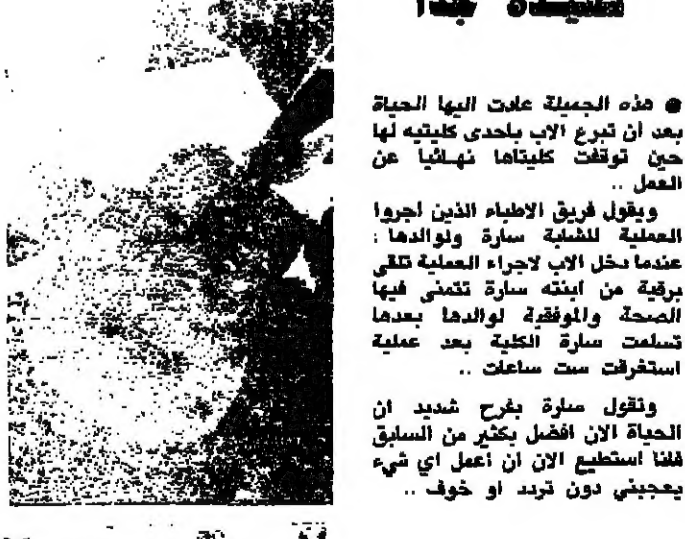 جدا
● هذه الجميلة عادت اليها الحياة
بعد ان تبرع الاب باحدى كليتيه لها
حين توقفت كليتاها نهائيا عن
العمل ..
ويقول فريق الاطباء الذين اجروا
العملية للشابة سارة ولوالدها :
عندما دخل الاب لاجراء العملية تلقى
برقية من ابنته سارة تتمنى فيها
الصحة والموفقية لوالدها بعدها
تسلمت سارة الكلية بعد عملية
استغرقت ست ساعات ..
وتقول سارة بفرح شديد ان
الحياة الان افضل بكثير من السابق
فانا استطيع الان ان أعمل اي شيء
يعجبني دون تردد او خوف ..